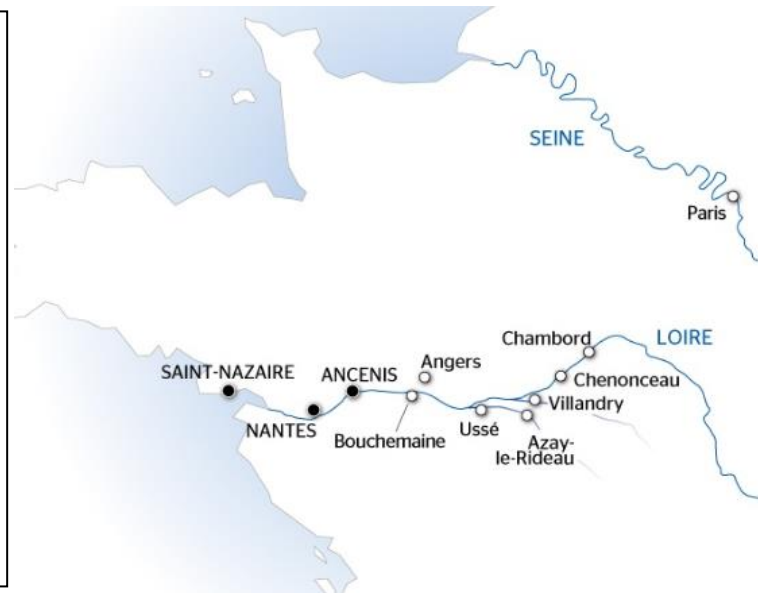 SEINE
Paris
Chambord
LOIRE
SAINT-NAZAIRE
ANCENIS
Angers
Chenonceau
Villandry
NANTES
Bouchemaine
Ussé
Azay-
le-Rideau